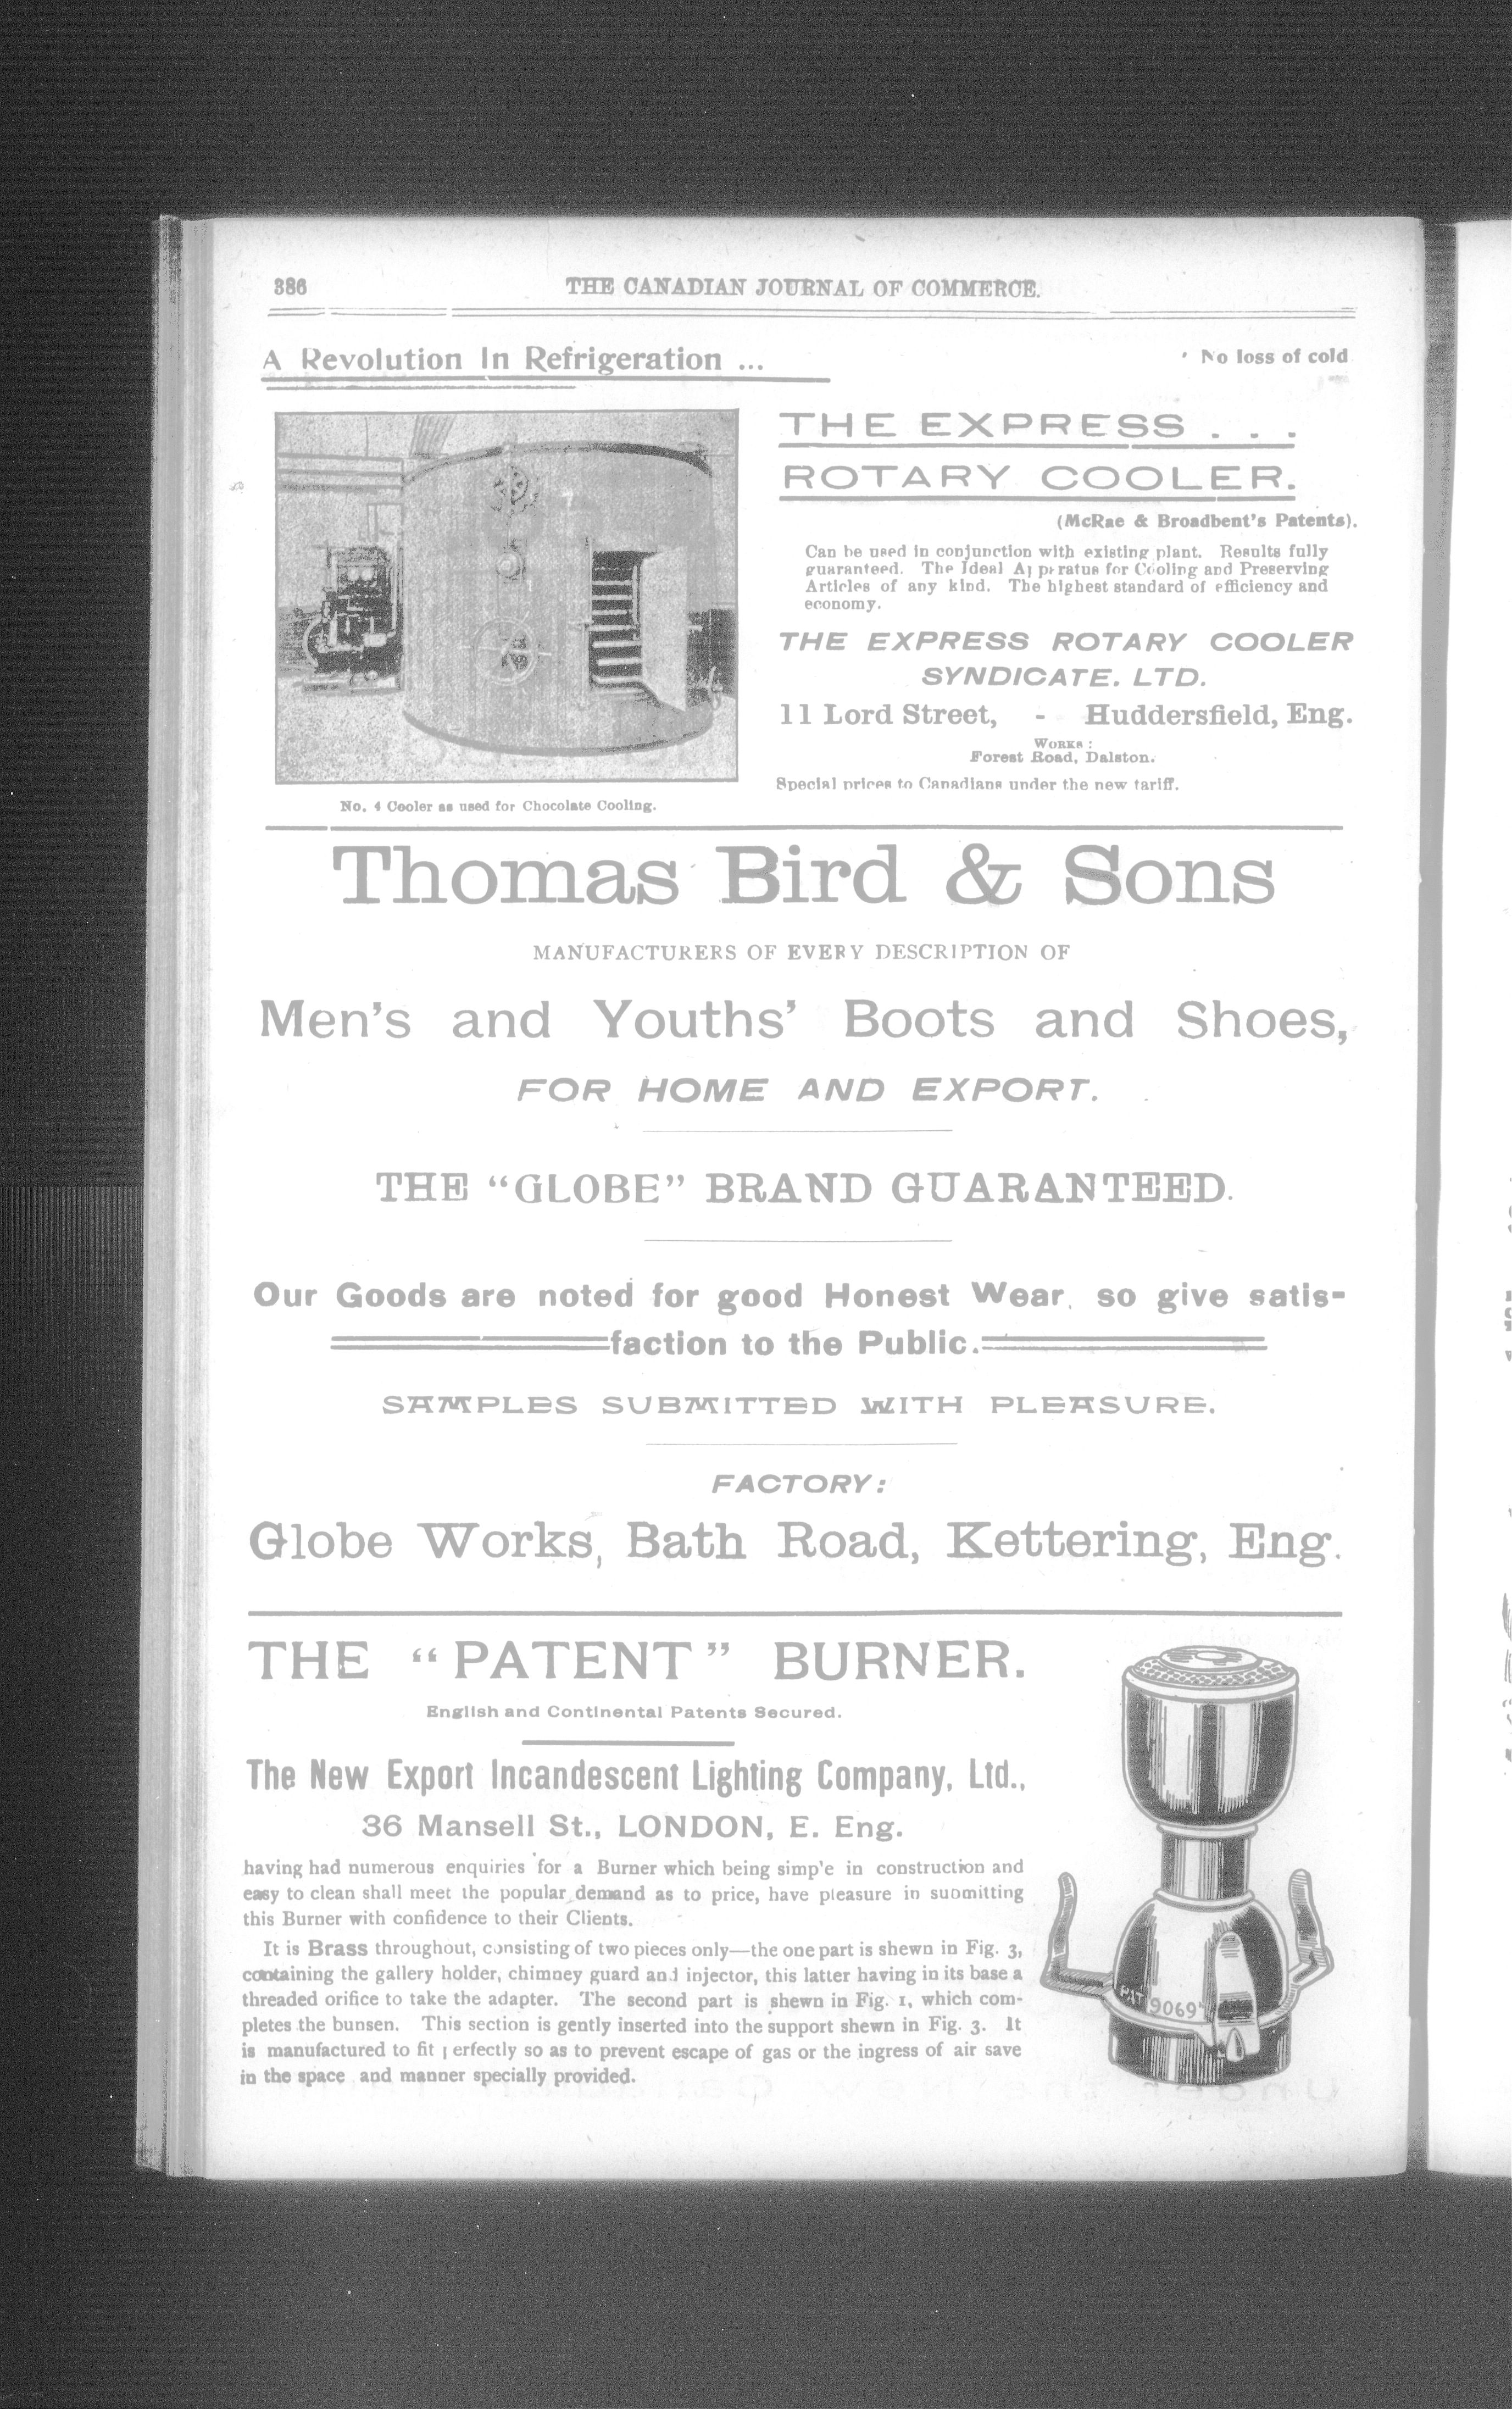 386
THE CANADIAN JOURNAL OF COMMERCE.
A Revolution In Refrigeration ...
No loss of cold
THE EXPRESS . . .
ROTARY COOLER.
(McRae & Broadbent's Patents).
Can be used in conjunction with existing plant. Results fully
guaranteed. The Ideal Ap paratus for Cooling and Preserving
Articles of any kind. The highest standard of efficiency and
economy.
THE EXPRESS ROTARY COOLER
SYNDICATE. LTD.
11 Lord Street, - Huddersfield, Eng.
WORKS :
Forest Road, Dalston.
Special prices to Canadians under the new tariff.
No. 4 Cooler as used for Chocolate Cooling.
Thomas Bird & Sons
MANUFACTURERS OF EVERY DESCRIPTION OF
Men's and Youths' Boots and Shoes,
FOR HOME AND EXPORT.
THE "GLOBE" BRAND GUARANTEED.
Our Goods are noted for good Honest Wear, so give satis-
faction to the Public.
SAMPLES SUBMITTED WITH PLEASURE.
FACTORY:
Globe Works, Bath Road, Kettering, Eng.
THE "PATENT" BURNER.
English and Continental Patents Secured.
The New Export Incandescent Lighting Company, Ltd.,
36 Mansell St., LONDON, E. Eng.
having had numerous enquiries for a Burner which being simp'e in construction and
easy to clean shall meet the popular demand as to price, have pleasure in submitting
this Burner with confidence to their Clients.
It is Brass throughout, consisting of two pieces only—the one part is shewn in Fig. 3,
containing the gallery holder, chimney guard and injector, this latter having in its base a
threaded orifice to take the adapter. The second part is shewn in Fig. 1, which com-
pletes the bunsen. This section is gently inserted into the support shewn in Fig. 3. It
is manufactured to fit perfectly so as to prevent escape of gas or the ingress of air save
in the space and manner specially provided.
PAT 9069